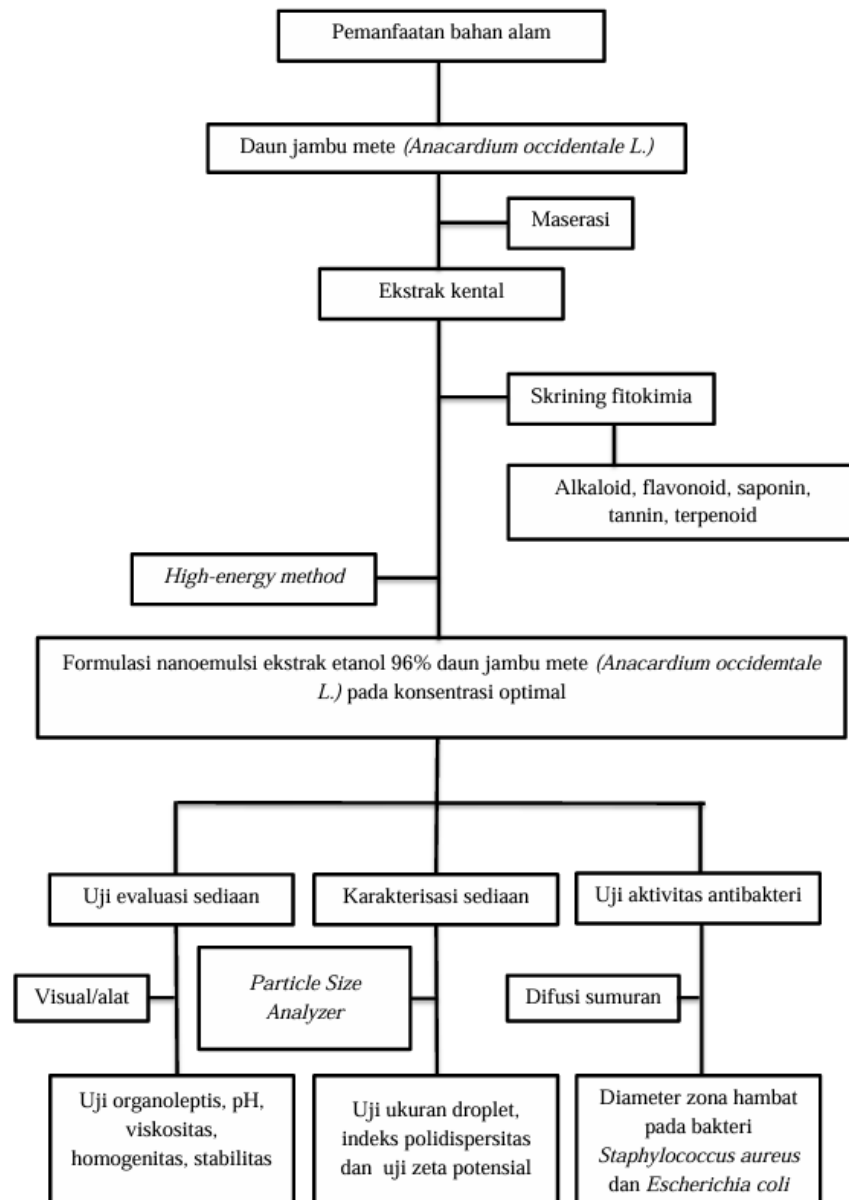 Pemanfaatan bahan alam
Daun jambu mete (Anacardium occidentale L.)
Maserasi
Ekstrak kental
Skrining fitokimia
Alkaloid, flavonoid, saponin,
tannin, terpenoid
High-energy method
Formulasi nanoemulsi ekstrak etanol 96% daun jambu mete (Anacardium occidemtale
L.) pada konsentrasi optimal
Uji evaluasi sediaan
Karakterisasi sediaan
Uji aktivitas antibakteri
Visual/alat
Particle Size
Analyzer
Difusi sumuran
Uji organoleptis, pH,
viskositas,
homogenitas, stabilitas
Uji ukuran droplet,
indeks polidispersitas
dan uji zeta potensial
Diameter zona hambat
pada bakteri
Staphylococcus aureus
dan Escherichia coli